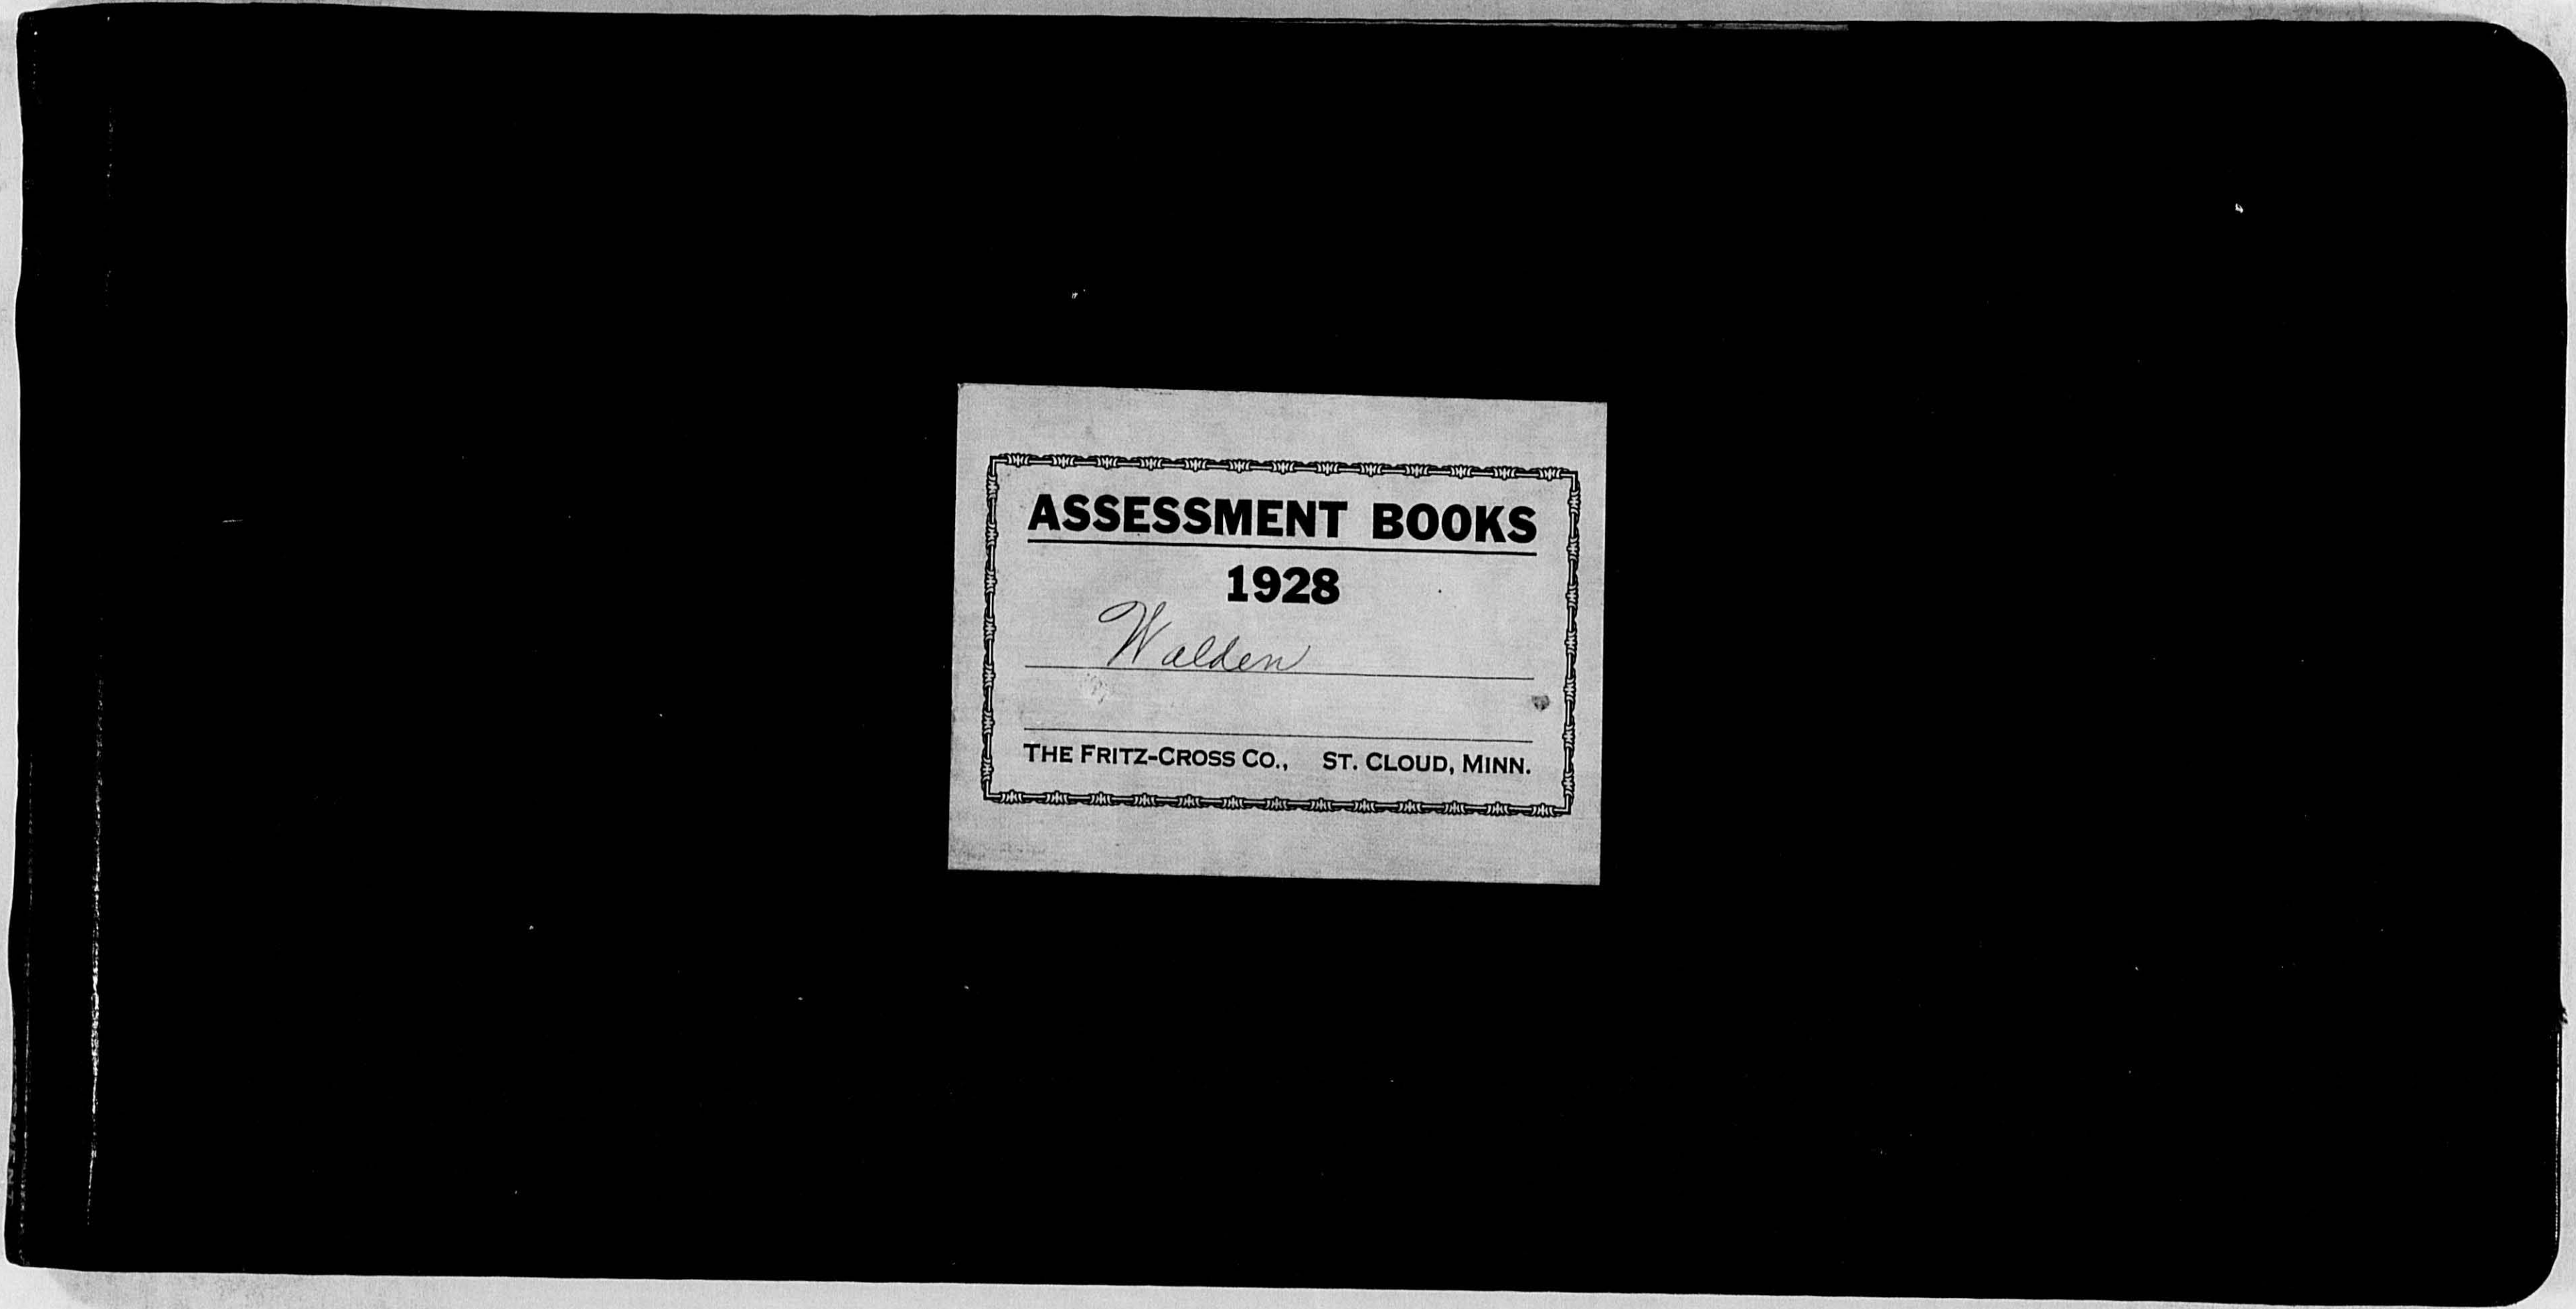 ASSESSMENT BOOKS
1928
Walden
THE FRITZ-CROSS CO., ST. CLOUD, MINN.